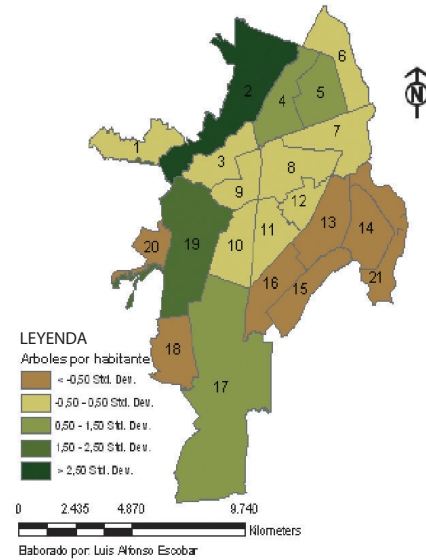 6
N
2
5
4
7
1
3
8
9
12
13
14
20
19
11
10
16
21
15
18
17
LEYENDA
Arboles por habitante
< -0,50 Std. Dev.
-0,50 - 0,50 Std. Dev.
0,50 - 1,50 Std. Dev.
1,50 - 2,50 Std. Dev.
> 2,50 Std. Dev.
0 2.435 4.870 9.740
Kilometers
Elaborado por: Luis Alfonso Escobar